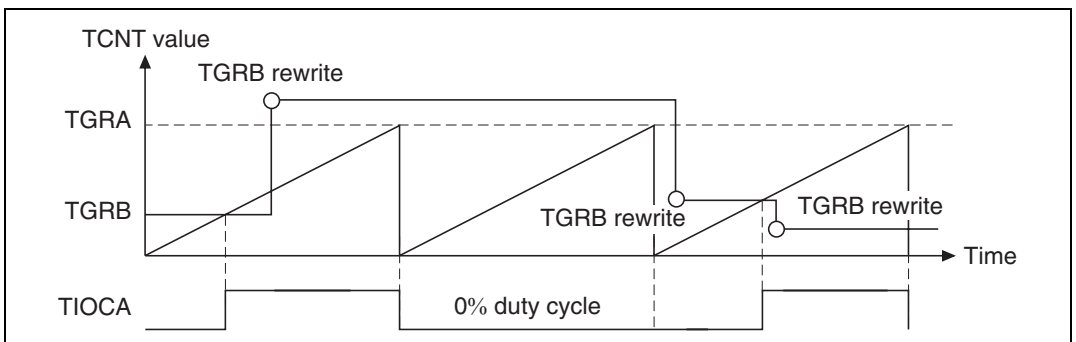 TCNT value
TGRB rewrite
TGRA
TGRB
TGRB rewrite
TGRB rewrite
Time
TIOCA
0% duty cycle